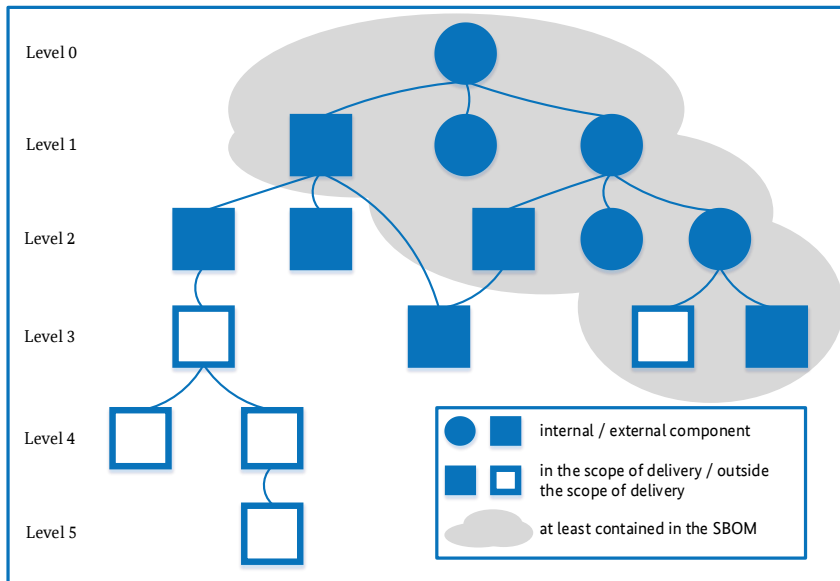 Level 0
Level 1
Level 2
Level 3
Level 4
Level 5
internal / external component
in the scope of delivery / outside
the scope of delivery
at least contained in the SBOM